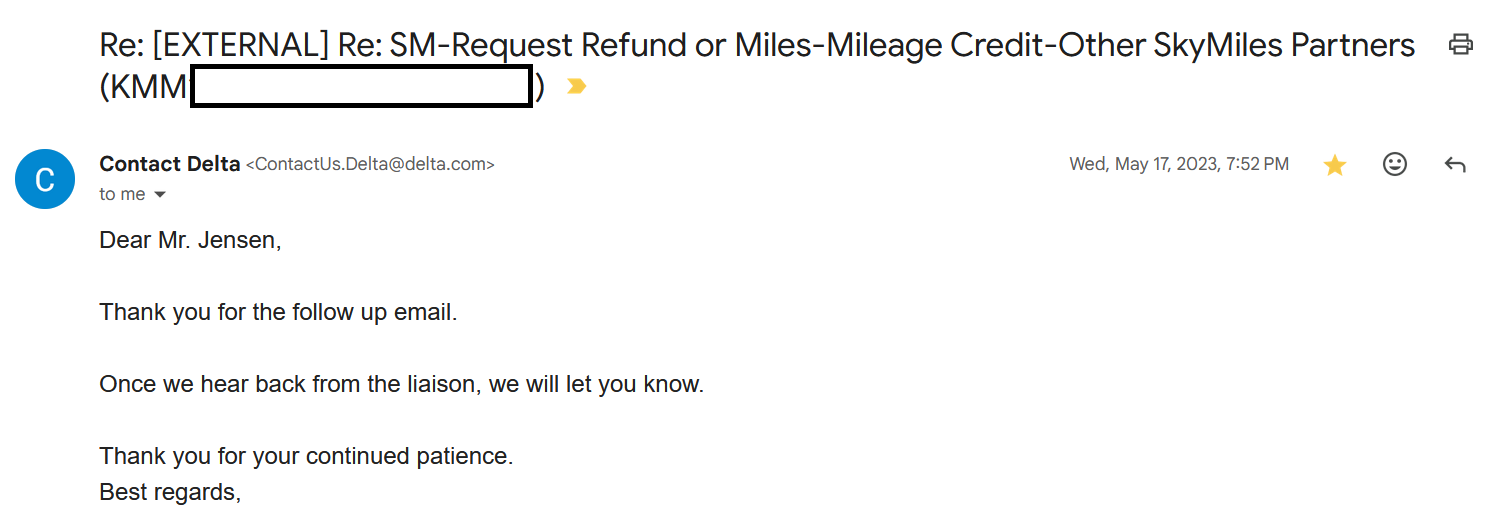 Re: [EXTERNAL] Re: SM-Request Refund or Miles-Mileage Credit-Other SkyMiles Partners
(KMM )
C
Contact Delta <ContactUs.Delta@delta.com>
Wed, May 17, 2023, 7:52 PM
to me
Dear Mr. Jensen,
Thank you for the follow up email.
Once we hear back from the liaison, we will let you know.
Thank you for your continued patience.
Best regards,